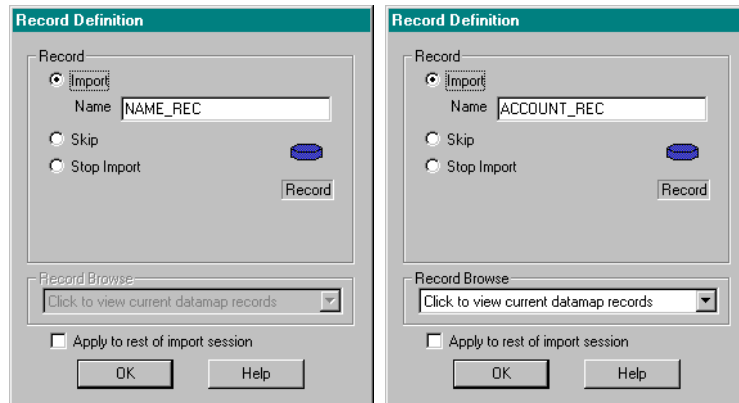 Record Definition
Record
Import
Name NAME_REC
Skip
Stop Import
Record
Record Browse
Click to view current datamap records
Apply to rest of import session
OK Help
Record Definition
Record
Import
Name ACCOUNT_REC
Skip
Stop Import
Record
Record Browse
Click to view current datamap records
Apply to rest of import session
OK Help